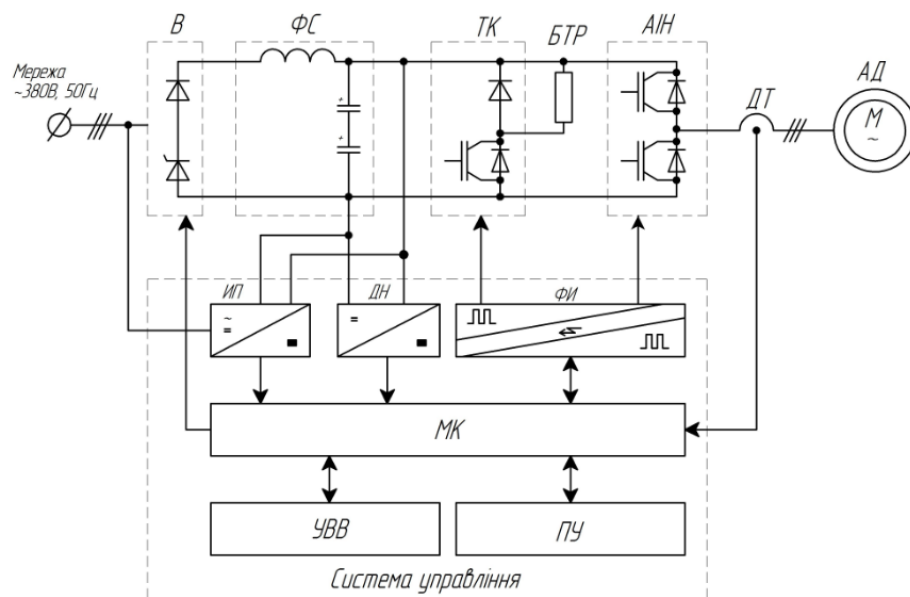 В
ФС
ТК
БТР
АІН
Мережа
~380В, 50Гц
ДТ
АД
М
~
+
+
ИП
ДН
ФИ
~
=
=
МК
УВВ
ПУ
Система управління